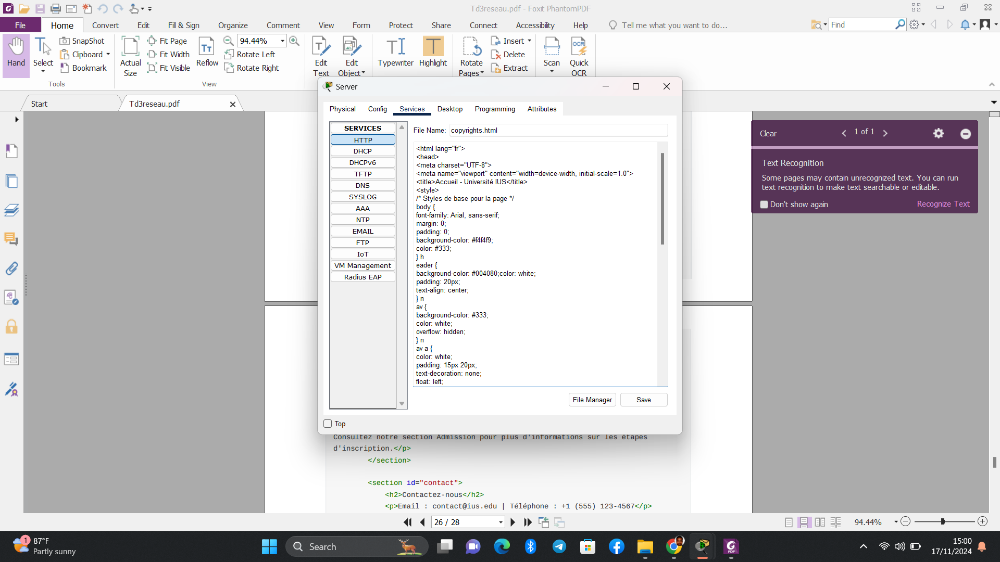 Td3reseau.pdf - Foxit PhantomPDF
File Home Convert Edit Fill & Sign Organize Comment View Form Protect Share Connect Accessibility Help Tell me what you want to do... Find
Hand
Select
SnapShot
Clipboard
Bookmark
Tools
Actual
Size
Fit Page
Fit Width
Fit Visible
Reflow
94.44%
Rotate Left
Rotate Right
View
Edit
Text
Edit
Object
Typewriter
Highlight
Rotate
Pages
Insert
Delete
Extract
Scan
Quick
OCR
OCR
Start
Td3reseau.pdf
Server
Physical Config Services Desktop Programming Attributes
SERVICES
HTTP
DHCP
DHCPv6
TFTP
DNS
SYSLOG
AAA
NTP
EMAIL
FTP
IoT
VM Management
Radius EAP
File Name: copyrights.html
<html lang="fr">
<head>
<meta charset="UTF-8">
<meta name="viewport" content="width=device-width, initial-scale=1.0">
<title>Accueil - Université IUS</title>
<style>
/* Styles de base pour la page */
body {
font-family: Arial, sans-serif;
margin: 0;
padding: 0;
background-color: #f4f4f9;
color: #333;
} h
eader {
background-color: #004080;color: white;
padding: 20px;
text-align: center;
} n
av {
background-color: #333;
color: white;
overflow: hidden;
} n
av a {
color: white;
padding: 15px 20px;
text-decoration: none;
float: left;
File Manager
Save
Top
Clear
1 of 1
Text Recognition
Some pages may contain unrecognized text. You can run
text recognition to make text searchable or editable.
Don't show again
Recognize Text
Consultez notre section Admission pour plus d'informations sur les étapes
d'inscription.</p>
</section>
<section id="contact">
<h2>Contactez-nous</h2>
<p>Email : contact@ius.edu | Téléphone : +1 (555) 123-4567</p>
26 / 28
94.44%
1
87°F
Partly sunny
Search
PDF
15:00
17/11/2024